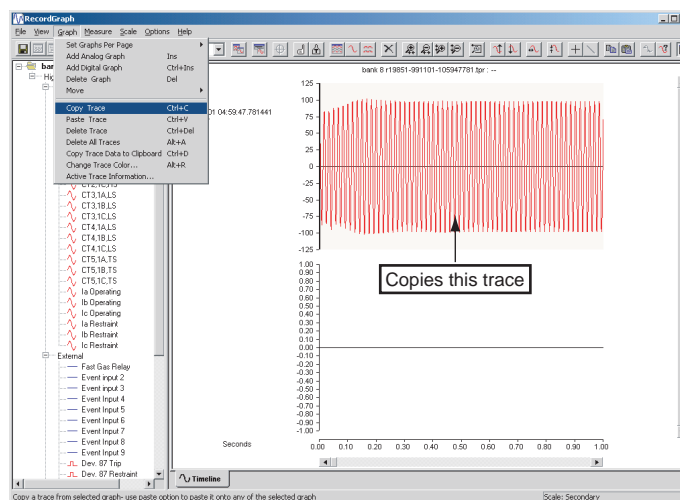 RecordGraph
File View Graph Measure Scale Options Help
Set Graphs Per Page
Add Analog Graph Ins
Add Digital Graph Ctrl+Ins
Delete Graph Del
Move
Copy Trace Ctrl+C
Paste Trace Ctrl+V
Delete Trace Ctrl+Del
Delete All Traces Alt+A
Copy Trace Data to Clipboard Ctrl+D
Change Trace Color... Alt+R
Active Trace Information...
CT3,1A,LS
CT3,1B,LS
CT3,1C,LS
CT4,1A,LS
CT4,1B,LS
CT4,1C,LS
CT5,1A,TS
CT5,1B,TS
CT5,1C,TS
Ia Operating
Ib Operating
Ic Operating
Ia Restraint
Ib Restraint
Ic Restraint
External
Fast Gas Relay
Event input 2
Event input 3
Event Input 4
Event Input 5
Event Input 6
Event Input 7
Event Input 8
Event Input 9
Dev. 87 Trip
Dev. 87 Restraint
bank 8 r19851-991101-105947781.tpr : --
01 04:59:47.781441
125
100
75
50
25
0
-25
-50
-75
-100
-125
Copies this trace
1.00
0.90
0.80
0.70
0.60
0.50
0.40
0.30
0.20
0.10
0.00
-0.10
-0.20
-0.30
-0.40
-0.50
-0.60
-0.70
-0.80
-0.90
-1.00
Seconds
0.00 0.10 0.20 0.30 0.40 0.50 0.60 0.70 0.80 0.90 1.00
Timeline
Copy a trace from selected graph- use paste option to paste it onto any of the selected graph
Scale: Secondary